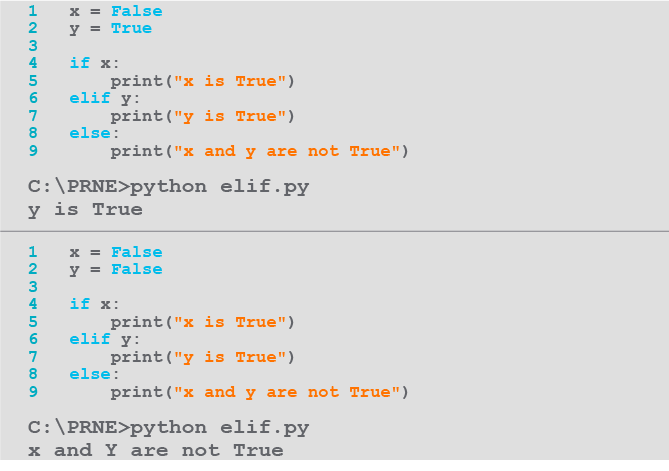 1   x = False
2   y = True
3
4   if x:
5       print("x is True")
6   elif y:
7       print("y is True")
8   else:
9       print("x and y are not True")
C:\PRNE>python elif.py
y is True
1   x = False
2   y = False
3
4   if x:
5       print("x is True")
6   elif y:
7       print("y is True")
8   else:
9       print("x and y are not True")
C:\PRNE>python elif.py
x and Y are not True